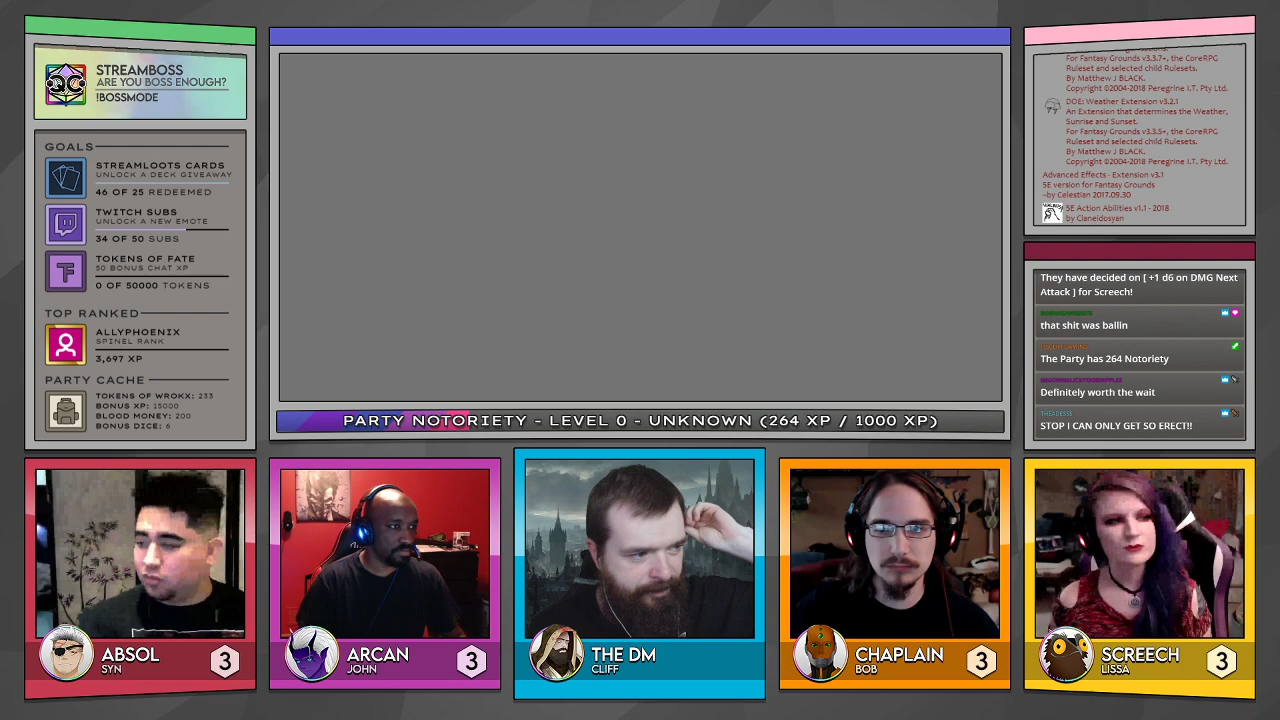 STREAMBOSS
ARE YOU BOSS ENOUGH?
!BOSSMODE
GOALS
STREAMLOOTS CARDS
UNLOCK A DECK GIVEAWAY
46 OF 25 REDEEMED
TWITCH SUBS
UNLOCK A NEW EMOTE
34 OF 50 SUBS
TOKENS OF FATE
50 BONUS CHAT XP
0 OF 50000 TOKENS
TOP RANKED
ALLYPHOENIX
SPINEL RANK
3,697 XP
PARTY CACHE
TOKENS OF WROKX: 233
BONUS XP: 15000
BLOOD MONEY: 200
BONUS DICE: 6
PARTY NOTORIETY - LEVEL 0 - UNKNOWN (264 XP / 1000 XP)
For Fantasy Grounds v3.3.7+, the CoreRPG
Ruleset and selected child Rulesets.
By Matthew J BLACK.
Copyright ©2004-2018 Peregrine I.T. Pty Ltd.
DOE: Weather Extension v3.2.1
An Extension that determines the Weather,
Sunrise and Sunset.
For Fantasy Grounds v3.3.5+, the CoreRPG
Ruleset and selected child Rulesets.
By Matthew J BLACK.
Copyright ©2004-2018 Peregrine I.T. Pty Ltd.
Advanced Effects - Extension v3.1
5E version for Fantasy Grounds
~by Celestian 2017.09.30
5E Action Abilities v1.1 - 2018
by Claneidosyan
They have decided on [ +1 d6 on DMG Next
Attack ] for Screech!
that shit was ballin
The Party has 264 Notoriety
Definitely worth the wait
THEADESSE
STOP I CAN ONLY GET SO ERECT!!
ABSOL
SYN
3
ARCAN
JOHN
3
THE DM
CLIFF
CHAPLAIN
BOB
3
SCREECH
LISSA
3